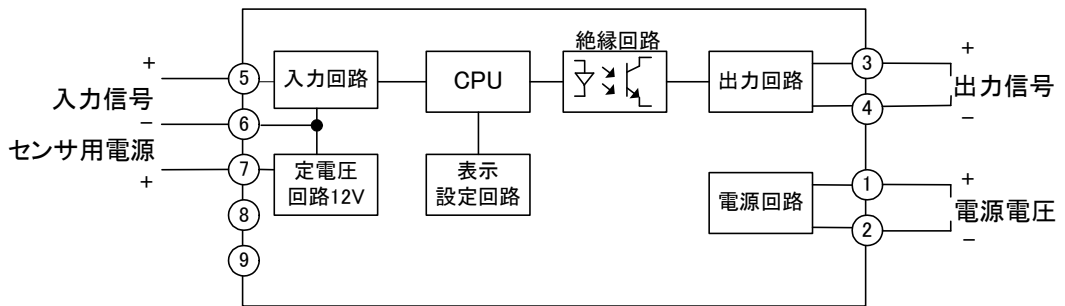 絶縁回路
+
5
入力回路
CPU
出力回路
3
+
入力信号
出力信号
−
6
4
−
センサ用電源
7
定電圧
回路12V
表示
設定回路
1
+
+
電源回路
電源電圧
8
2
−
9